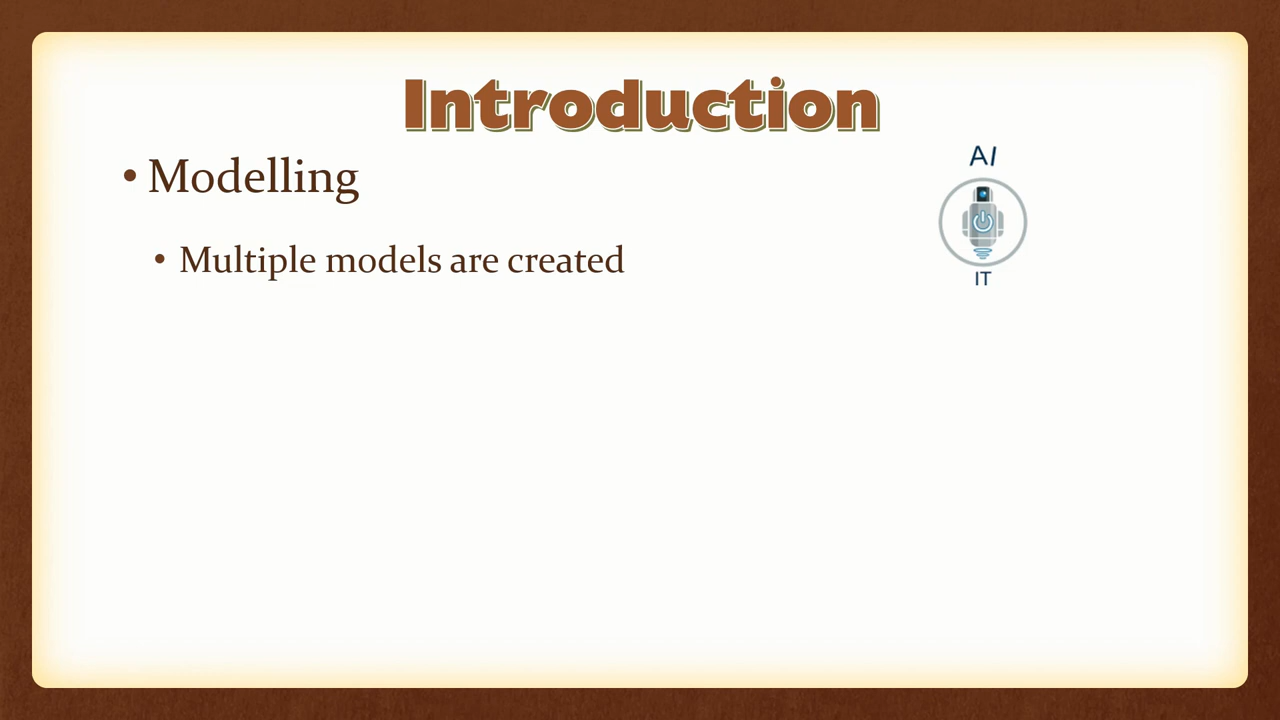 Introduction
• Modelling
AI
• Multiple models are created
IT